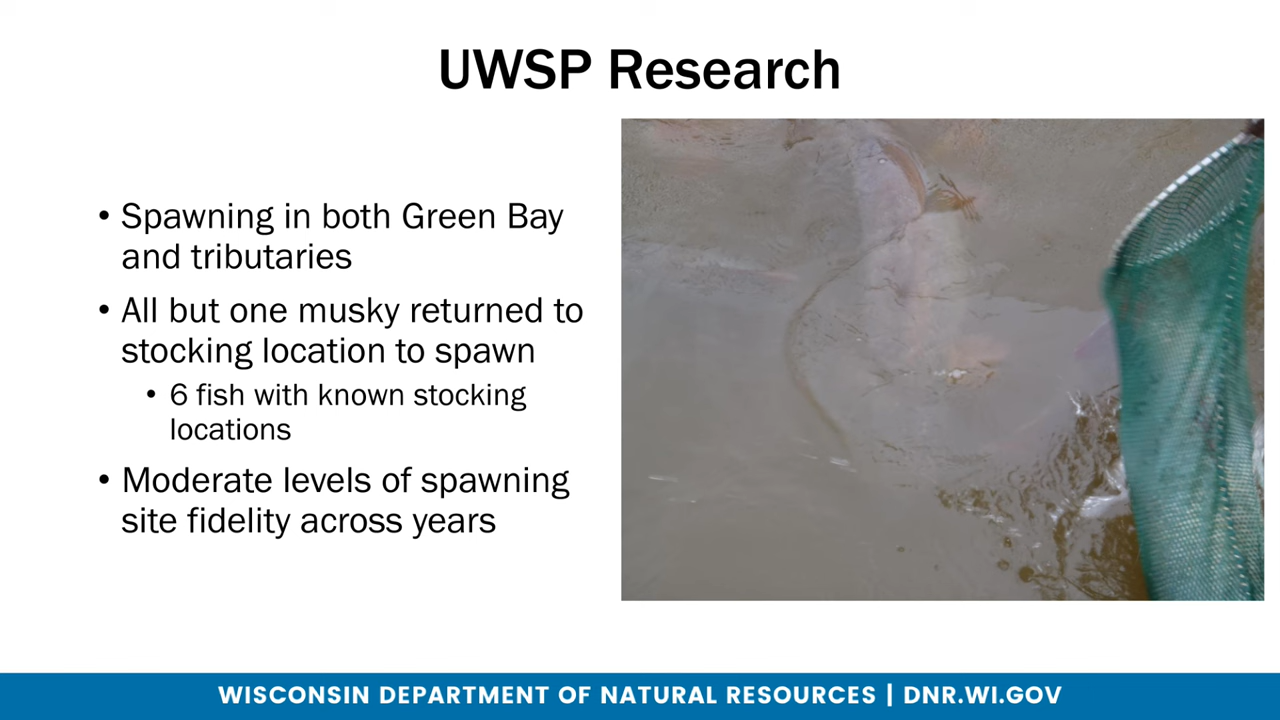 UWSP Research
• Spawning in both Green Bay
and tributaries
• All but one musky returned to
stocking location to spawn
• 6 fish with known stocking
locations
• Moderate levels of spawning
site fidelity across years
WISCONSIN DEPARTMENT OF NATURAL RESOURCES | DNR.WI.GOV